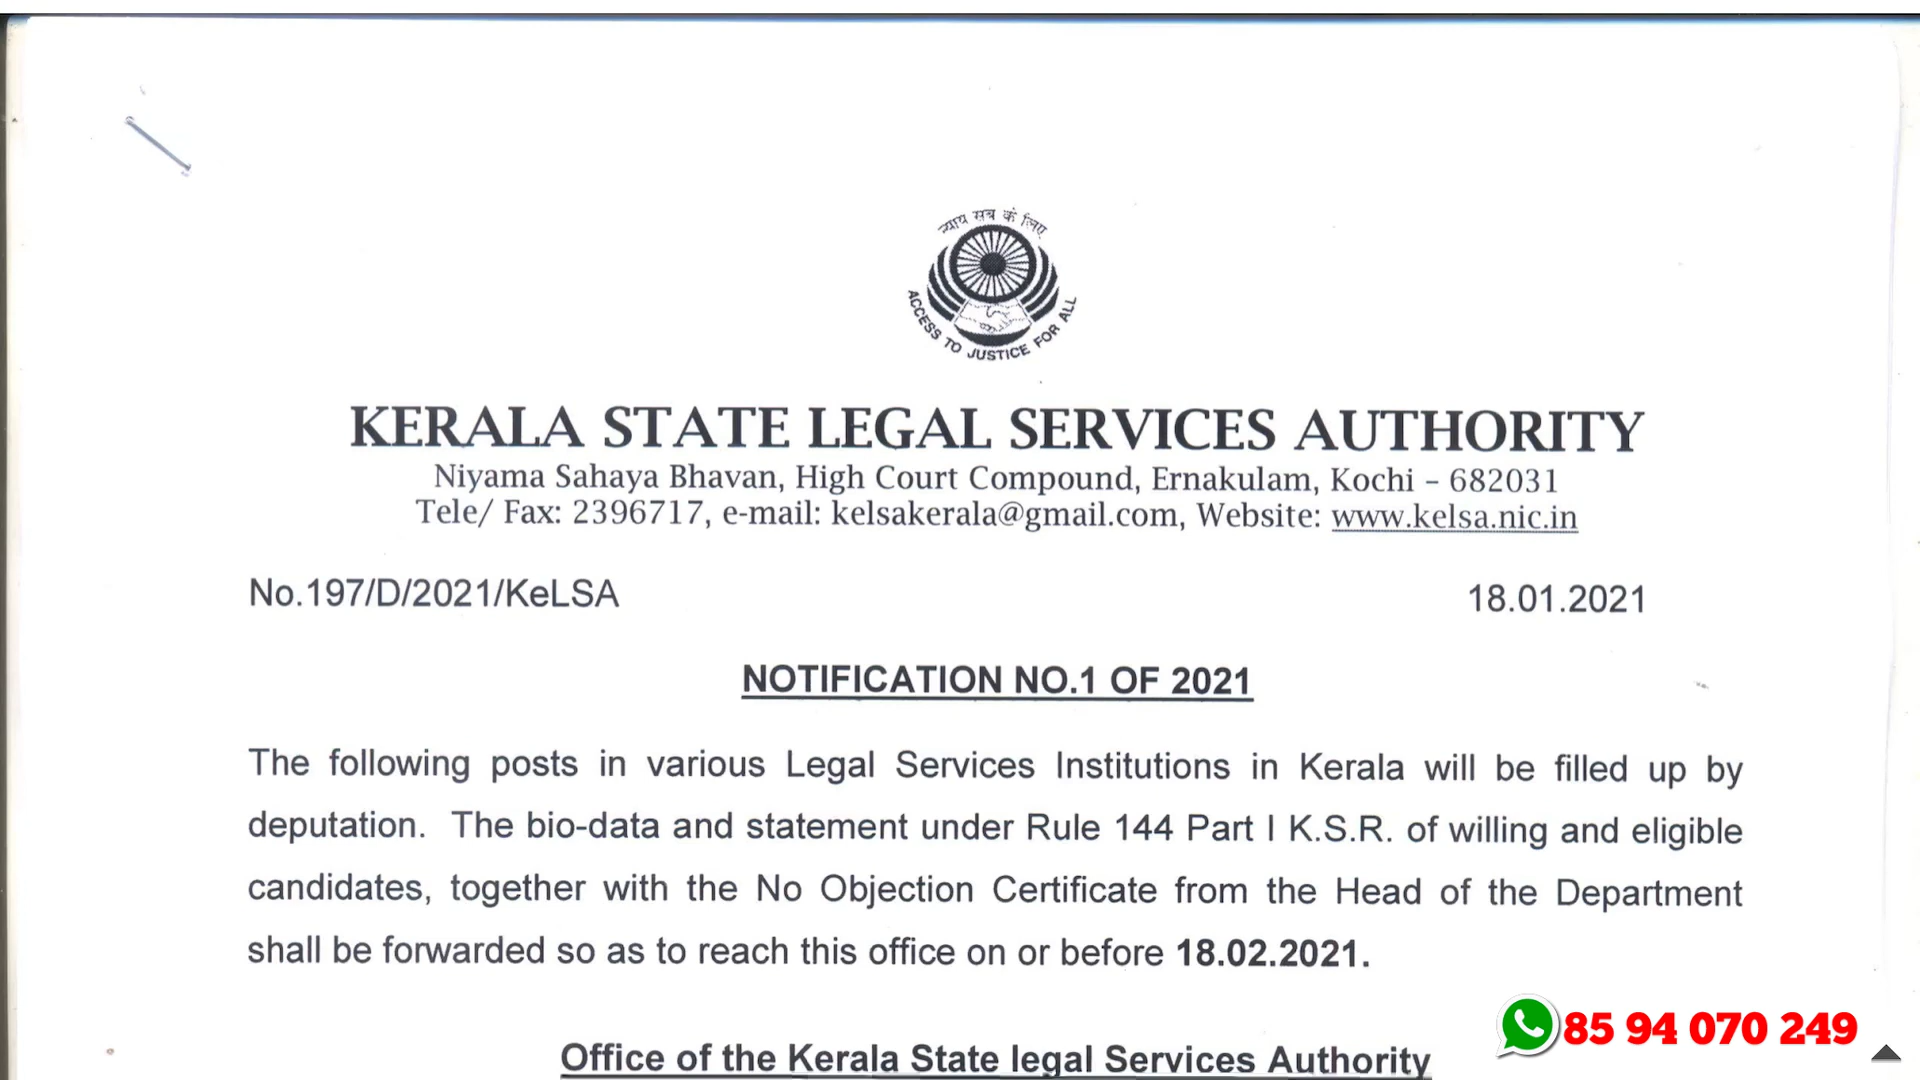 न्याय सब के लिए
ACCESS TO JUSTICE FOR ALL
KERALA STATE LEGAL SERVICES AUTHORITY
Niyama Sahaya Bhavan, High Court Compound, Ernakulam, Kochi – 682031
Tele/ Fax: 2396717, e-mail: kelsakerala@gmail.com, Website: www.kelsa.nic.in
No.197/D/2021/KeLSA 18.01.2021
NOTIFICATION NO.1 OF 2021
The following posts in various Legal Services Institutions in Kerala will be filled up by
deputation. The bio-data and statement under Rule 144 Part I K.S.R. of willing and eligible
candidates, together with the No Objection Certificate from the Head of the Department
shall be forwarded so as to reach this office on or before 18.02.2021.
Office of the Kerala State legal Services Authority
85 94 070 249